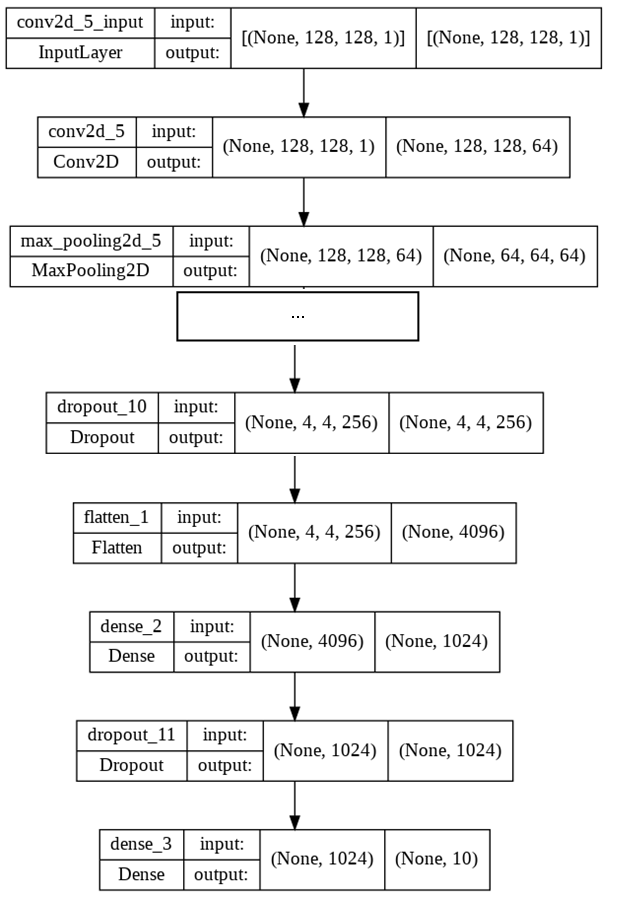 conv2d_5_input input: [(None, 128, 128, 1)] [(None, 128, 128, 1)]
InputLayer output:
conv2d_5 input: (None, 128, 128, 1) (None, 128, 128, 64)
Conv2D output:
max_pooling2d_5 input: (None, 128, 128, 64) (None, 64, 64, 64)
MaxPooling2D output:
...
dropout_10 input: (None, 4, 4, 256) (None, 4, 4, 256)
Dropout output:
flatten_1 input: (None, 4, 4, 256) (None, 4096)
Flatten output:
dense_2 input: (None, 4096) (None, 1024)
Dense output:
dropout_11 input: (None, 1024) (None, 1024)
Dropout output:
dense_3 input: (None, 1024) (None, 10)
Dense output: